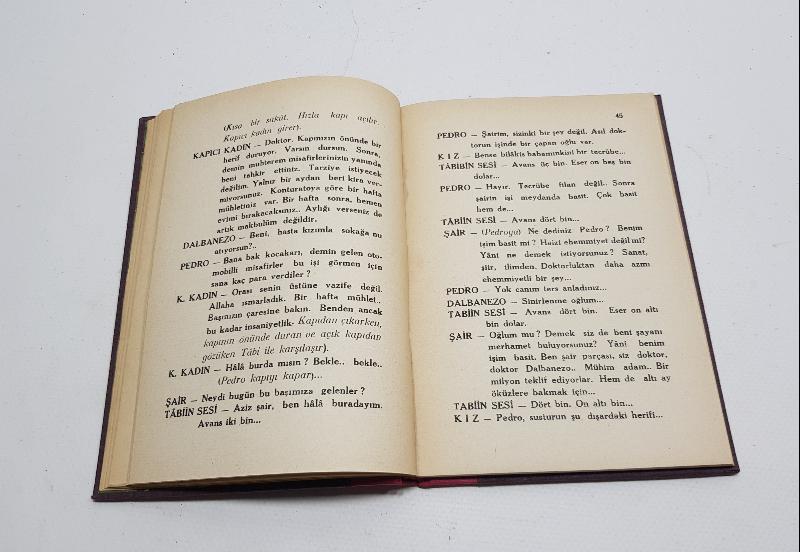 (Kısa bir sükût. Hızla kapı açılır.
Kapıcı kadın girer).
KAPICI KADIN — Doktor. Kapımızın önünde bir
herif duruyor. Varsın dursun. Sonra,
demin muhterem misafirlerinizin yanında
beni tahkir ettiniz. Tarziye istiyecek
değilim. Yalnız bir aydan beri kira ver-
miyorsunuz. Konturatoya göre bir hafta
mühletiniz var. Bir hafta sonra, hemen
evimi bırakacaksınız.. Aylığı verseniz de
artık makbulüm değildir.
DALBANEZO — Beni, hasta kızımla sokağa mı
atıyorsun?..
PEDRO — Bana bak kocakarı, demin gelen oto-
mobilli misafirler bu işi görmen için
sana kaç para verdiler ?
K. KADIN — Orası senin üstüne vazife değil.
Allaha ısmarladık. Bir hafta mühlet..
Başınızın çaresine bakın. Benden ancak
bu kadar insaniyetlik. Kapıdan çıkarken,
kapının önünde duran ve açık kapıdan
gözüken Tâbi ile karşılaşır).
K. KADIN — Hâlâ burda mısın ? Bekle.. bekle..
(Pedro kapıyı kapar)...
ŞAİR — Neydi bugün bu başımıza gelenler ?
TÂBİİN SESİ — Aziz şair, ben hâlâ buradayım.
Avans iki bin...
45
PEDRO — Şairim, sizinki bir şey değil. Asıl dok-
torun işinde bir çapan oğlu var.
K I Z — Bense bilâkis babamınkini bir tecrübe...
TÂBİİN SESİ — Avans üç bin. Eser on beş bin
dolar...
PEDRO — Hayır. Tecrübe filan değil.. Sonra
şairin işi meydanda basit. Çok basit
hem de...
TÂBİİN SESİ — Avans dört bin...
ŞAİR — (Pedroya) Ne dediniz Pedro ? Benim
işim basit mi ? Haizi ehemmiyet değil mi?
Yâni ne demek istiyorsunuz ? Sanat,
şiir, ilimden. Doktorluktan daha azmı
ehemmiyetli bir şey...
PEDRO — Yok canım ters anladınız...
DALBANEZO — Sinirlenme oğlum...
TABİİN SESİ — Avans dört bin. Eser on altı
bin dolar.
ŞAİR — Oğlum mu ? Demek siz de beni şayanı
merhamet buluyorsunuz? Yâni benim
işim basit. Ben şair parçası, siz doktor,
doktor Dalbanezo.. Mühim adam.. Bir
milyon teklif ediyorlar. Hem de altı ay
öküzlere bakmak için...
TABİİN SESİ — Dört bin. On altı bin...
K I Z — Pedro, susturun şu dışardaki herifi...